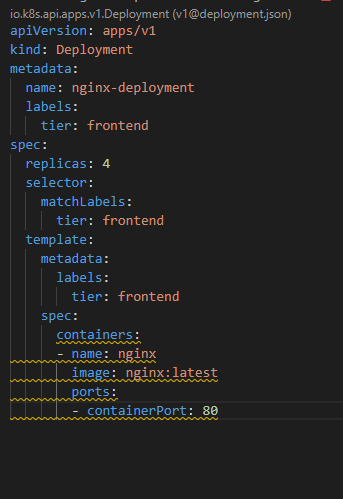 io.k8s.api.apps.v1.Deployment (v1@deployment.json)
apiVersion: apps/v1
kind: Deployment
metadata:
  name: nginx-deployment
  labels:
    tier: frontend
spec:
  replicas: 4
  selector:
    matchLabels:
      tier: frontend
  template:
    metadata:
      labels:
        tier: frontend
    spec:
      containers:
      - name: nginx
        image: nginx:latest
        ports:
        - containerPort: 80